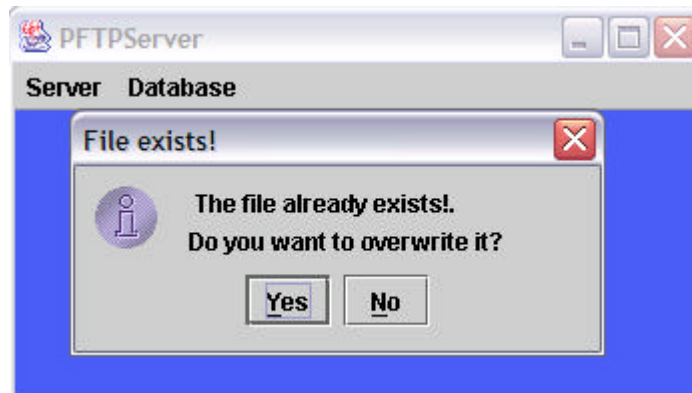 PFTPServer
Server Database
File exists!
The file already exists!.
Do you want to overwrite it?
Yes No